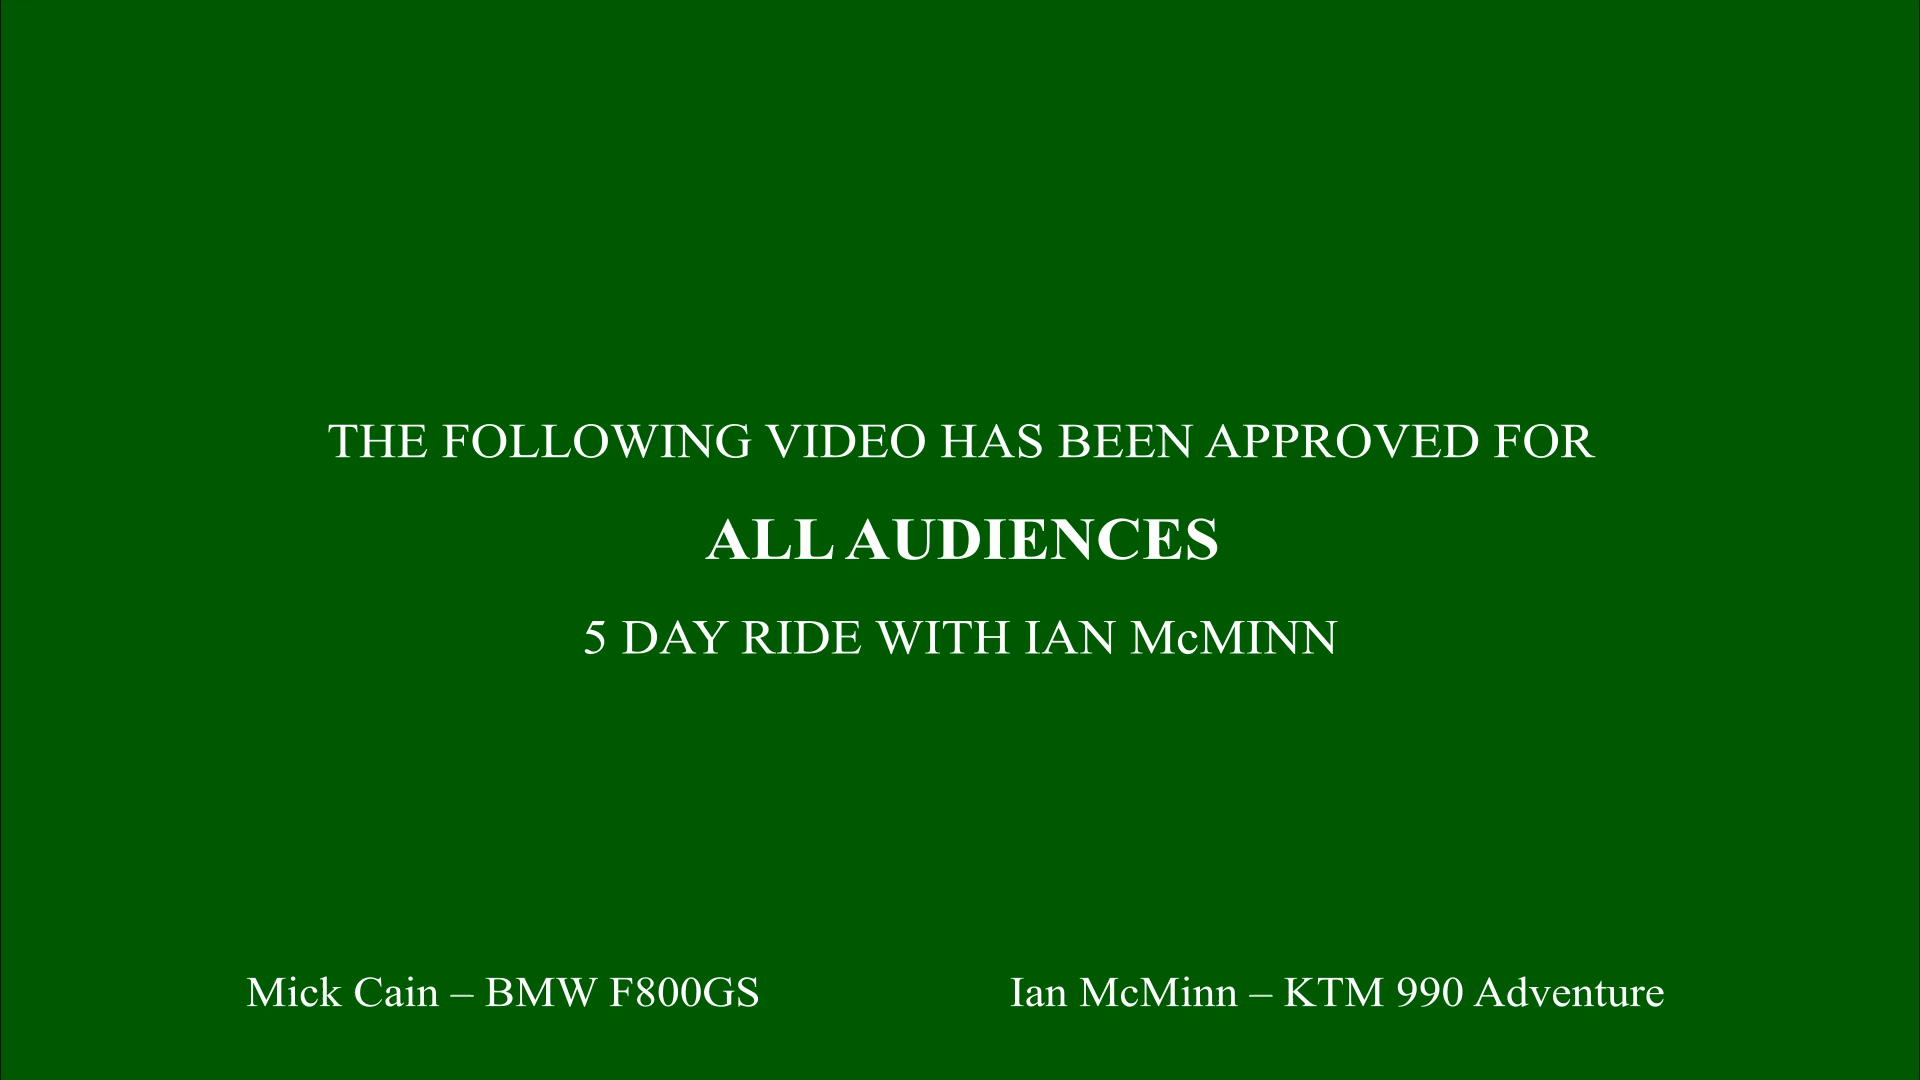 THE FOLLOWING VIDEO HAS BEEN APPROVED FOR
ALL AUDIENCES
5 DAY RIDE WITH IAN McMINN
Mick Cain – BMW F800GS
Ian McMinn – KTM 990 Adventure